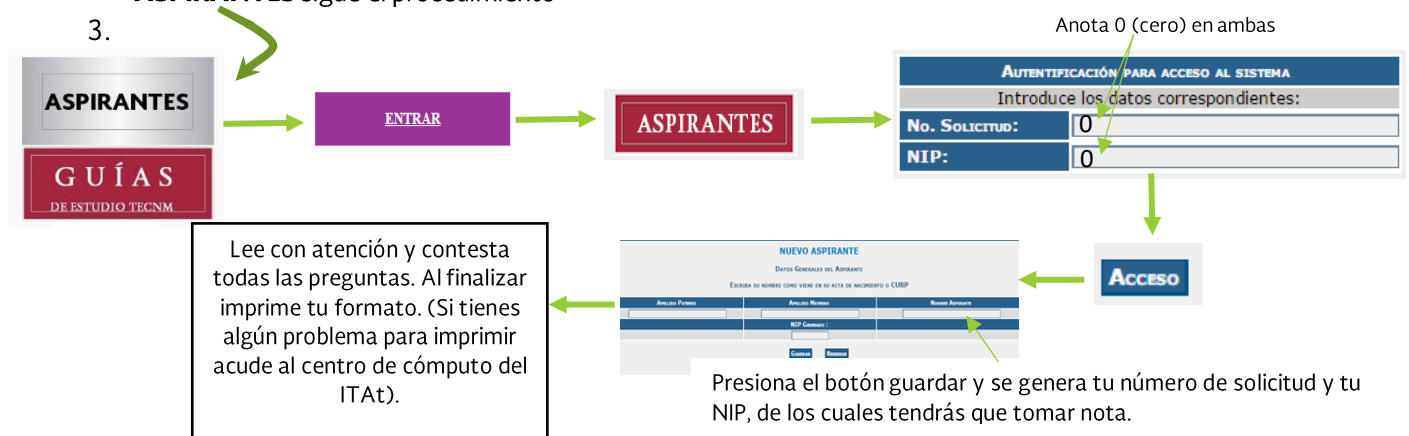 ASPIRANTES sigue el procedimiento
3.
Anota 0 (cero) en ambas
ASPIRANTES
GUÍAS
DE ESTUDIO TECNM
ENTRAR
ASPIRANTES
AUTENTIFICACIÓN PARA ACCESO AL SISTEMA
Introduce los datos correspondientes:
NO. SOLICITUD: 0
NIP: 0
ACCESO
NUEVO ASPIRANTE
DATOS GENERALES DEL ASPIRANTE
ESCRIBA SU NOMBRE COMO VIENE EN SU ACTA DE NACIMIENTO O CURP
APELLIDO PATERNO APELLIDO MATERNO NOMBRE ASPIRANTE
NIP GENERADO :
GUARDAR REGRESAR
Presiona el botón guardar y se genera tu número de solicitud y tu
NIP, de los cuales tendrás que tomar nota.
Lee con atención y contesta
todas las preguntas. Al finalizar
imprime tu formato. (Si tienes
algún problema para imprimir
acude al centro de cómputo del
ITAt).